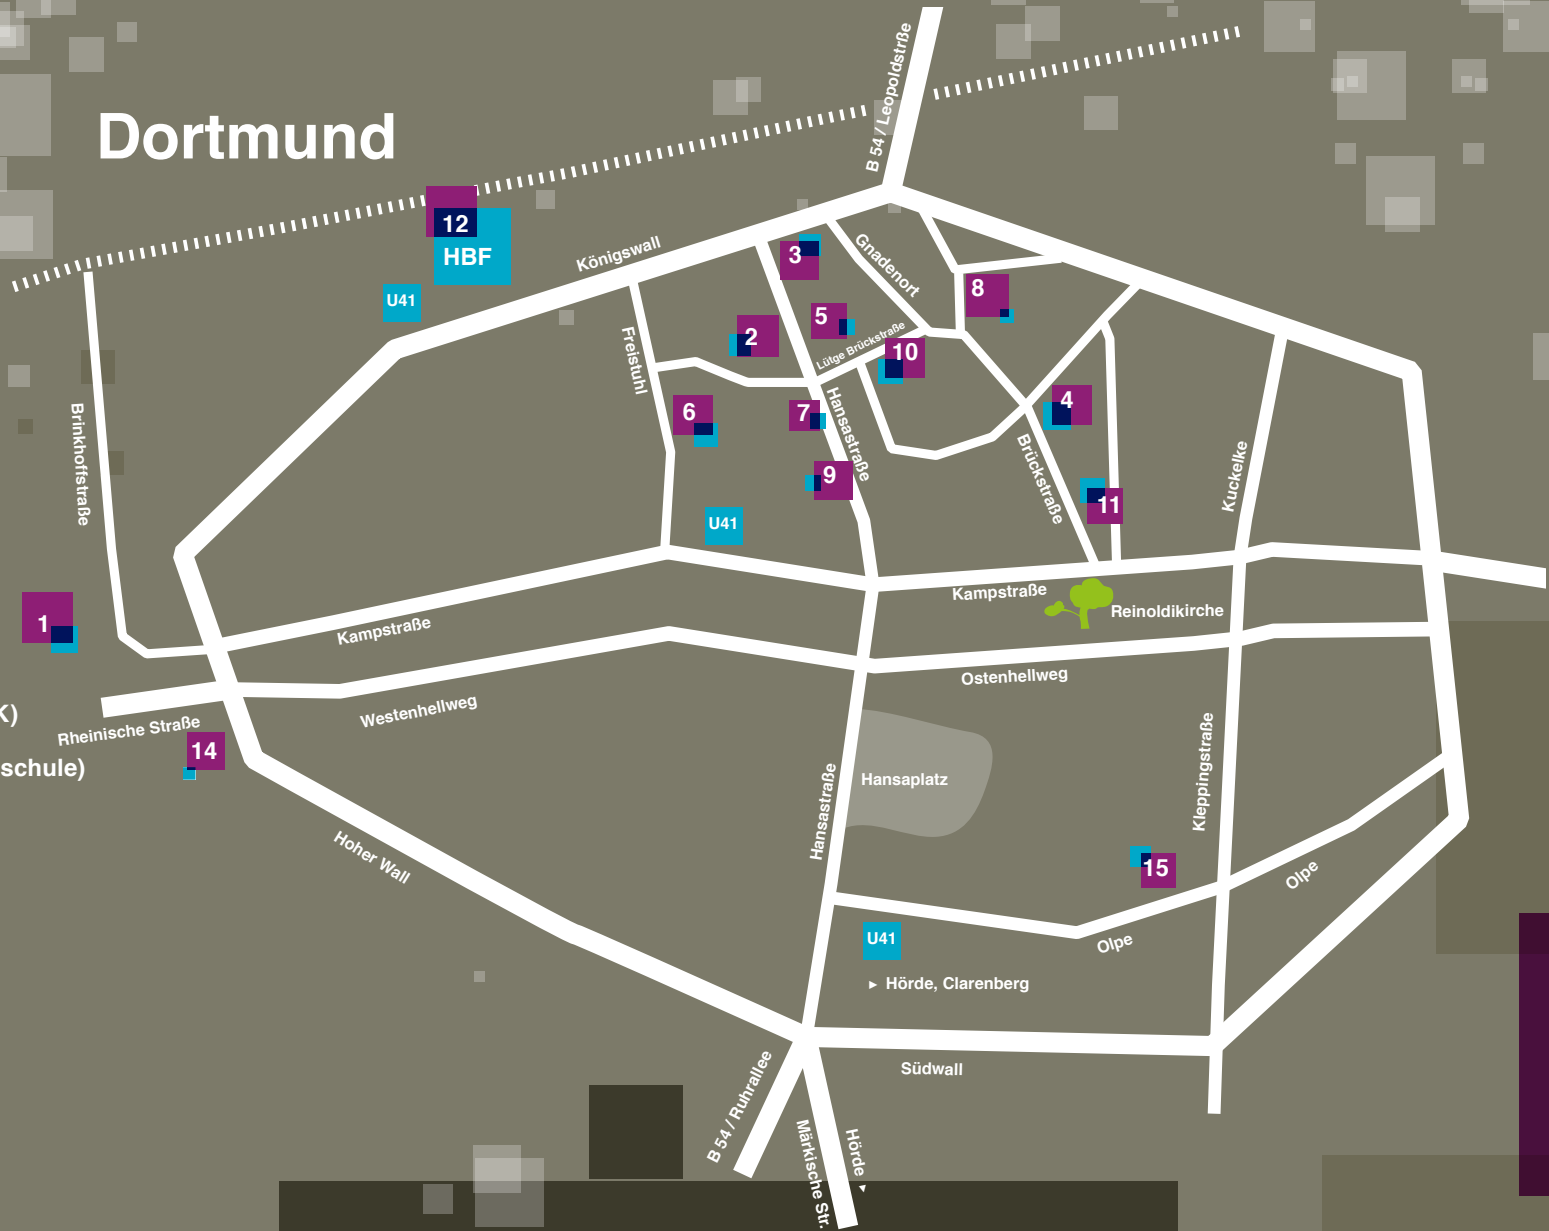 B 54 / Leopoldstrße
Dortmund
12
HBF
U41
Königswall
3
Gnadenort
8
5
2
Lütge Brückstraße
10
Freistuhl
6
7
4
Hansastraße
Brinkhoffstraße
9
Brückstraße
Kuckelke
11
U41
1
Kampstraße
Reinoldikirche
Kampstraße
Ostenhellweg
Westenhellweg
K)
Rheinische Straße
14
schule)
Hansaplatz
Hansastraße
Kleppingstraße
Hoher Wall
15
Olpe
Olpe
U41
► Hörde, Clarenberg
Südwall
B 54 / Ruhrallee
Märkische Str.
Hörde ►